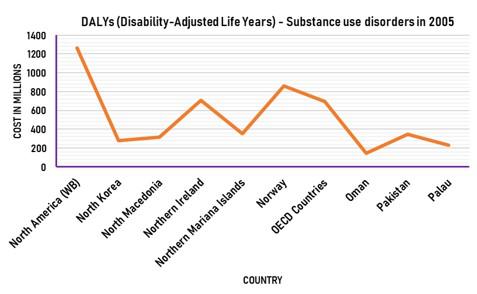 DALYs (Disability-Adjusted Life Years) - Substance use disorders in 2005
COST IN MILLIONS
1400
1200
1000
800
600
400
200
0
North America (WB)
North Korea
North Macedonia
Northern Ireland
Northern Mariana Islands
Norway
OECD Countries
Oman
Pakistan
Palau
COUNTRY